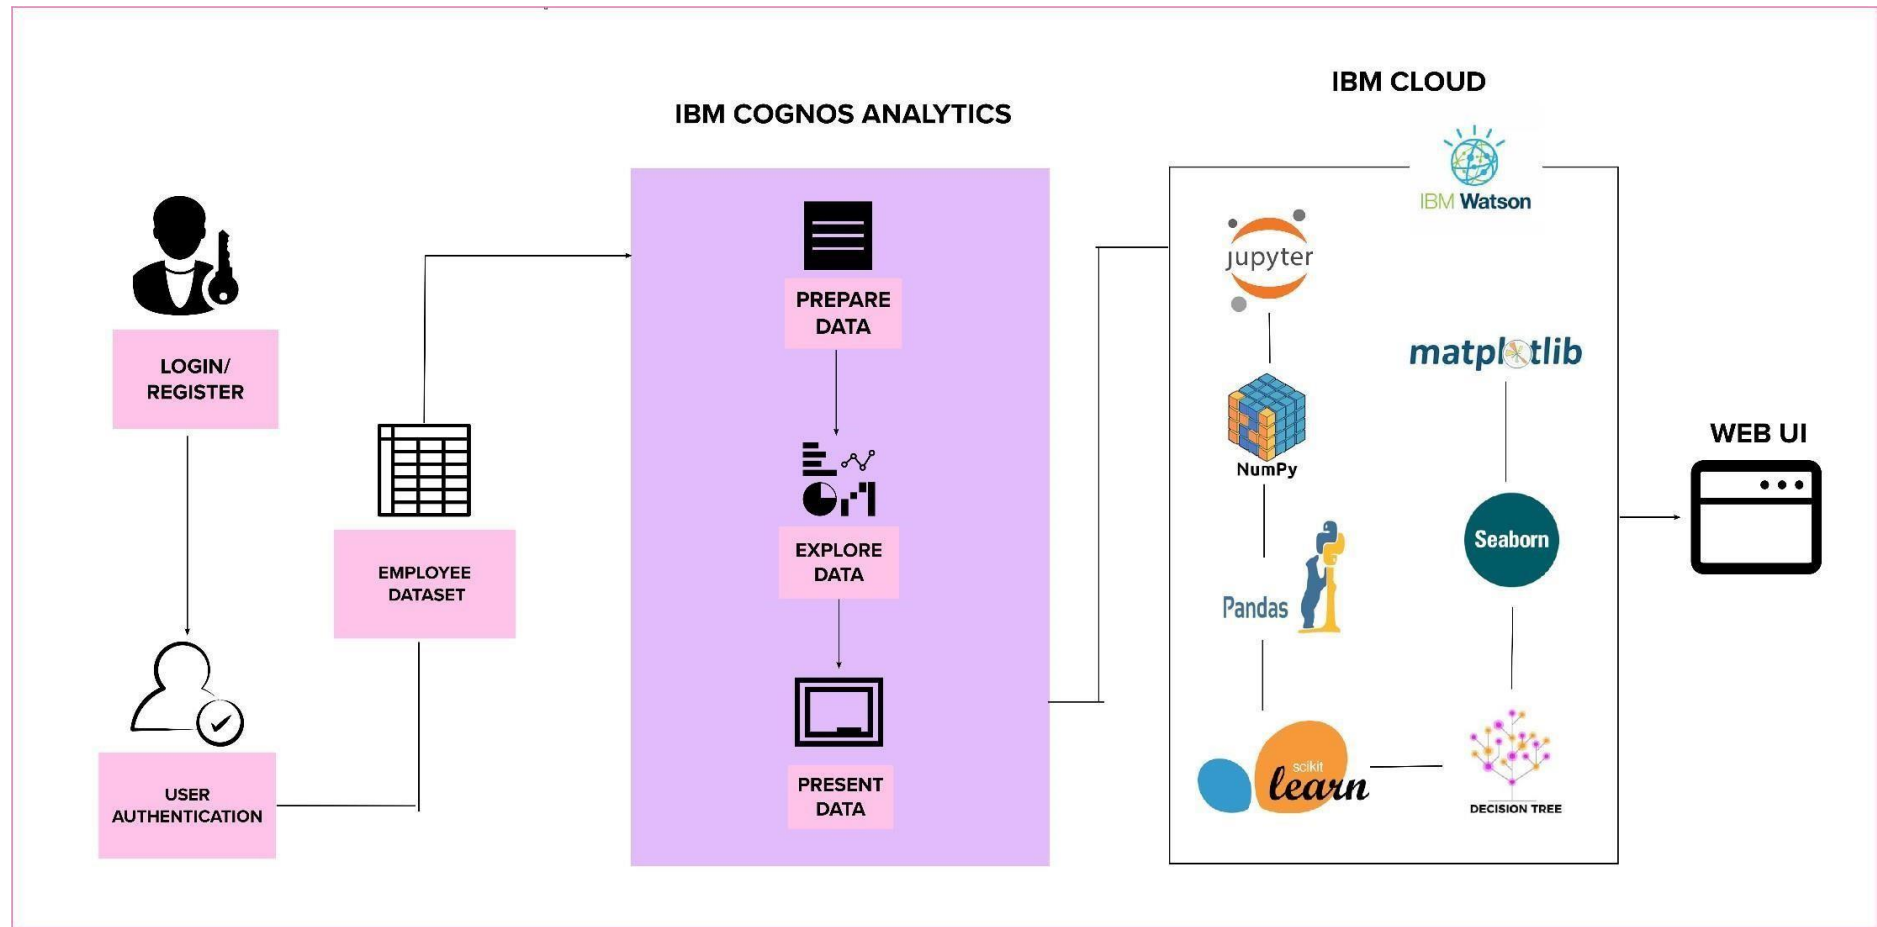 IBM COGNOS ANALYTICS
IBM CLOUD
LOGIN/
REGISTER
USER
AUTHENTICATION
EMPLOYEE
DATASET
PREPARE
DATA
EXPLORE
DATA
PRESENT
DATA
IBM Watson
jupyter
NumPy
Pandas
scikit
learn
matplotlib
Seaborn
DECISION TREE
WEB UI